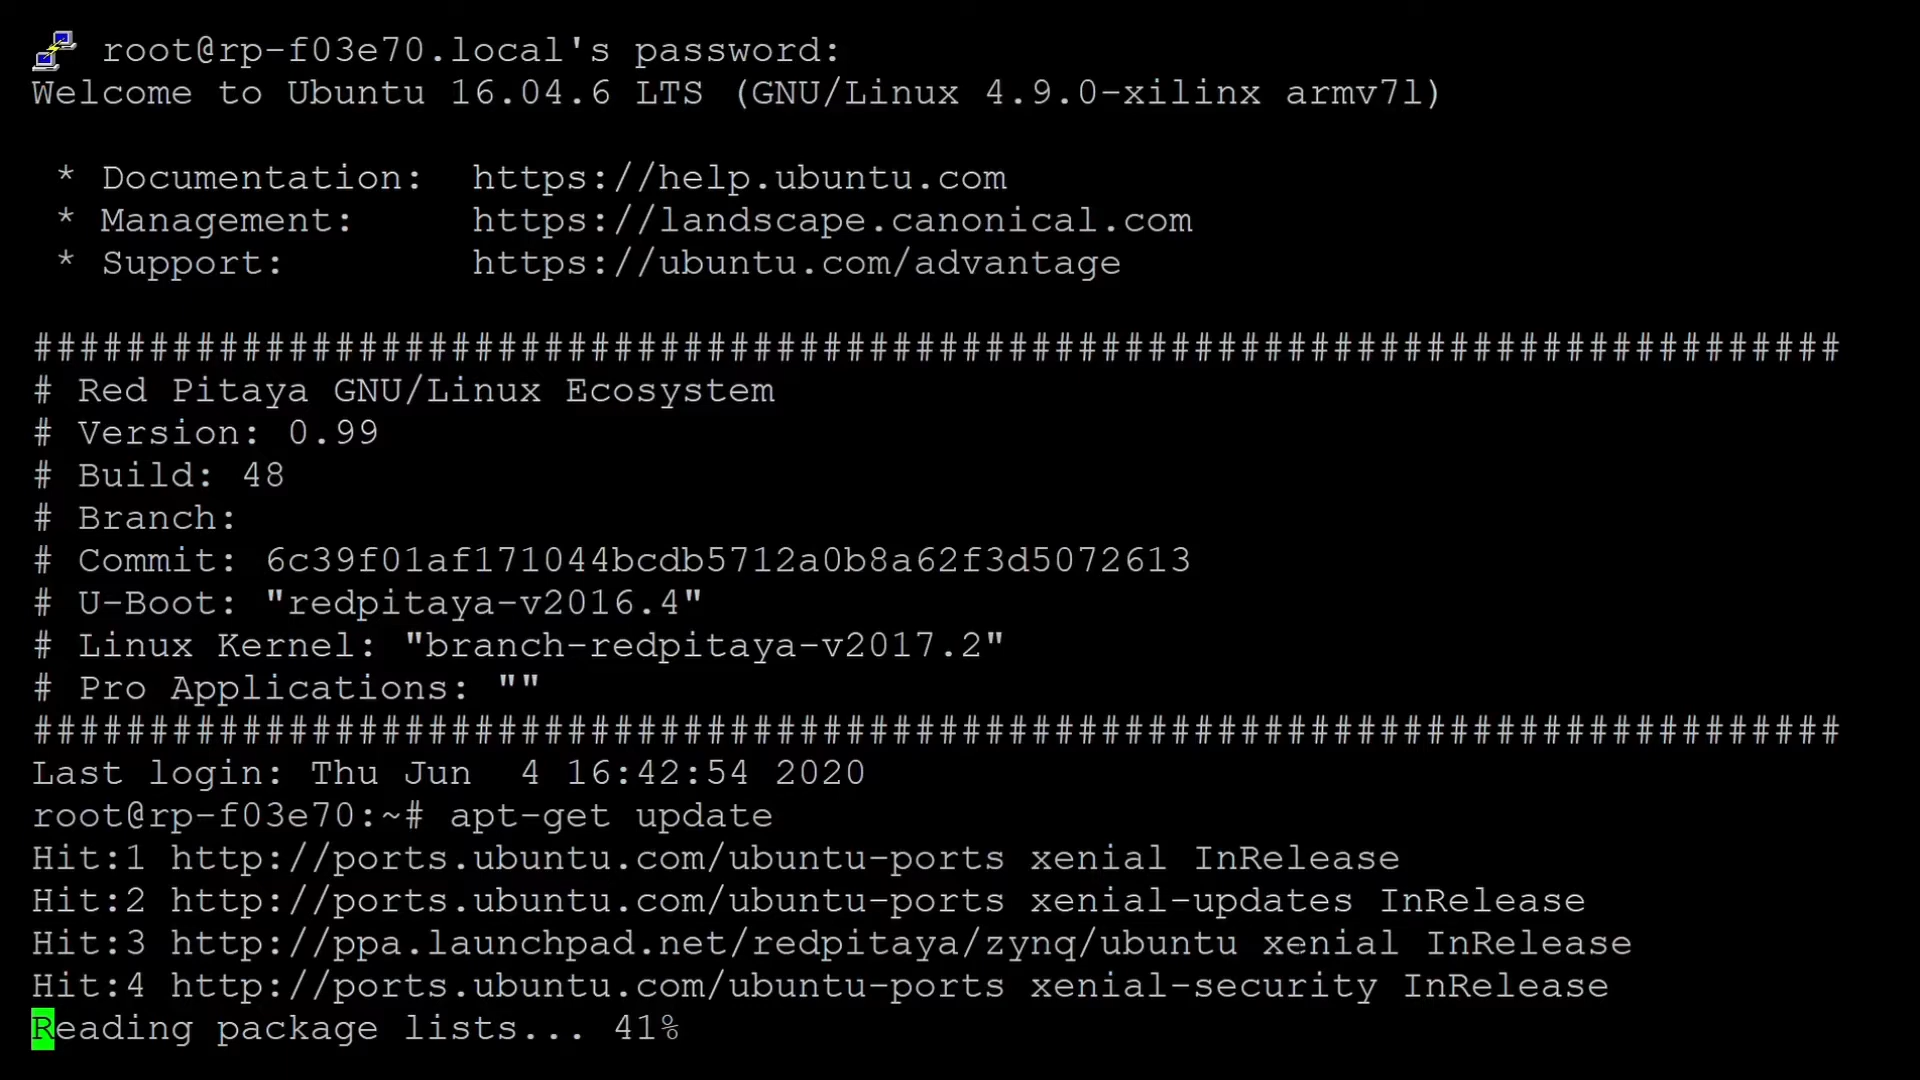 root@rp-f03e70.local's password:
Welcome to Ubuntu 16.04.6 LTS (GNU/Linux 4.9.0-xilinx armv7l)
* Documentation: https://help.ubuntu.com
* Management: https://landscape.canonical.com
* Support: https://ubuntu.com/advantage
##############################################################################
# Red Pitaya GNU/Linux Ecosystem
# Version: 0.99
# Build: 48
# Branch:
# Commit: 6c39f01af171044bcdb5712a0b8a62f3d5072613
# U-Boot: "redpitaya-v2016.4"
# Linux Kernel: "branch-redpitaya-v2017.2"
# Pro Applications: ""
##############################################################################
Last login: Thu Jun  4 16:42:54 2020
root@rp-f03e70:~# apt-get update
Hit:1 http://ports.ubuntu.com/ubuntu-ports xenial InRelease
Hit:2 http://ports.ubuntu.com/ubuntu-ports xenial-updates InRelease
Hit:3 http://ppa.launchpad.net/redpitaya/zynq/ubuntu xenial InRelease
Hit:4 http://ports.ubuntu.com/ubuntu-ports xenial-security InRelease
Reading package lists... 41%